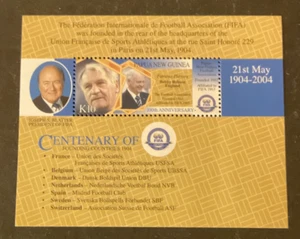 The Fédération Internationale de Football Association (FIFA)
was founded in the rear of the headquarters of the
Union Française de Sports Athlétiques at the rue Saint Honoré 229
in Paris on 21st May, 1904.
NEW GUINEA
21st May
1904-2004
K10
CENTENARY OF
France - Union des Sociétés
Françaises de Sports Athlétiques USFSA
Belgium - Union Belge des Sociétés de Sports
Denmark - Dansk Boldspil Union DBU
Netherlands - Nederlandse Voetbal Bond NVB
Spain - Madrid Football Club
Sweden - Svenska Bollspells Förbundet SBF
Switzerland - Association Suisse de Football ASF